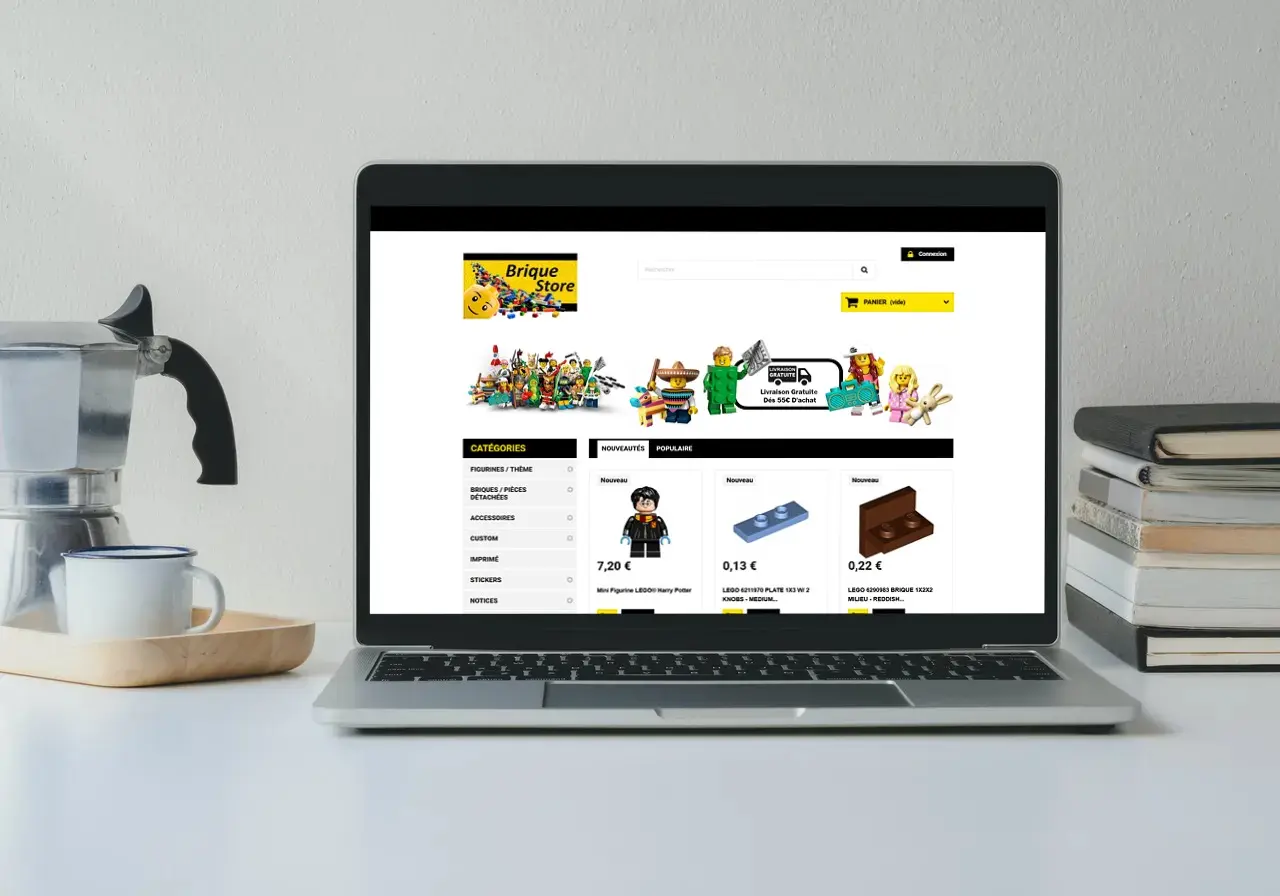 Brique
Store
Rechercher
Connexion
PANIER (vide)
LIVRAISON
GRATUITE
Livraison Gratuite
Dés 55€ D'achat
CATÉGORIES
FIGURINES / THÈME
BRIQUES / PIÈCES
DÉTACHÉES
ACCESSOIRES
CUSTOM
IMPRIMÉ
STICKERS
NOTICES
NOUVEAUTÉS
POPULAIRE
Nouveau
7,20 €
Mini Figurine LEGO® Harry Potter
Nouveau
0,13 €
LEGO 6211970 PLATE 1X3 W/ 2
KNOBS - MEDIUM...
Nouveau
0,22 €
LEGO 6290983 BRIQUE 1X2X2
MILIEU - REDDISH...